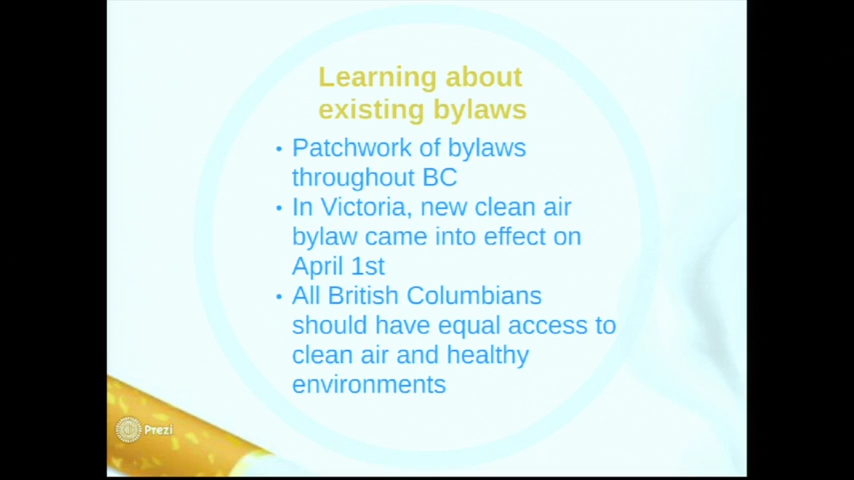 Learning about
existing bylaws
• Patchwork of bylaws
throughout BC
• In Victoria, new clean air
bylaw came into effect on
April 1st
• All British Columbians
should have equal access to
clean air and healthy
environments
Prezi